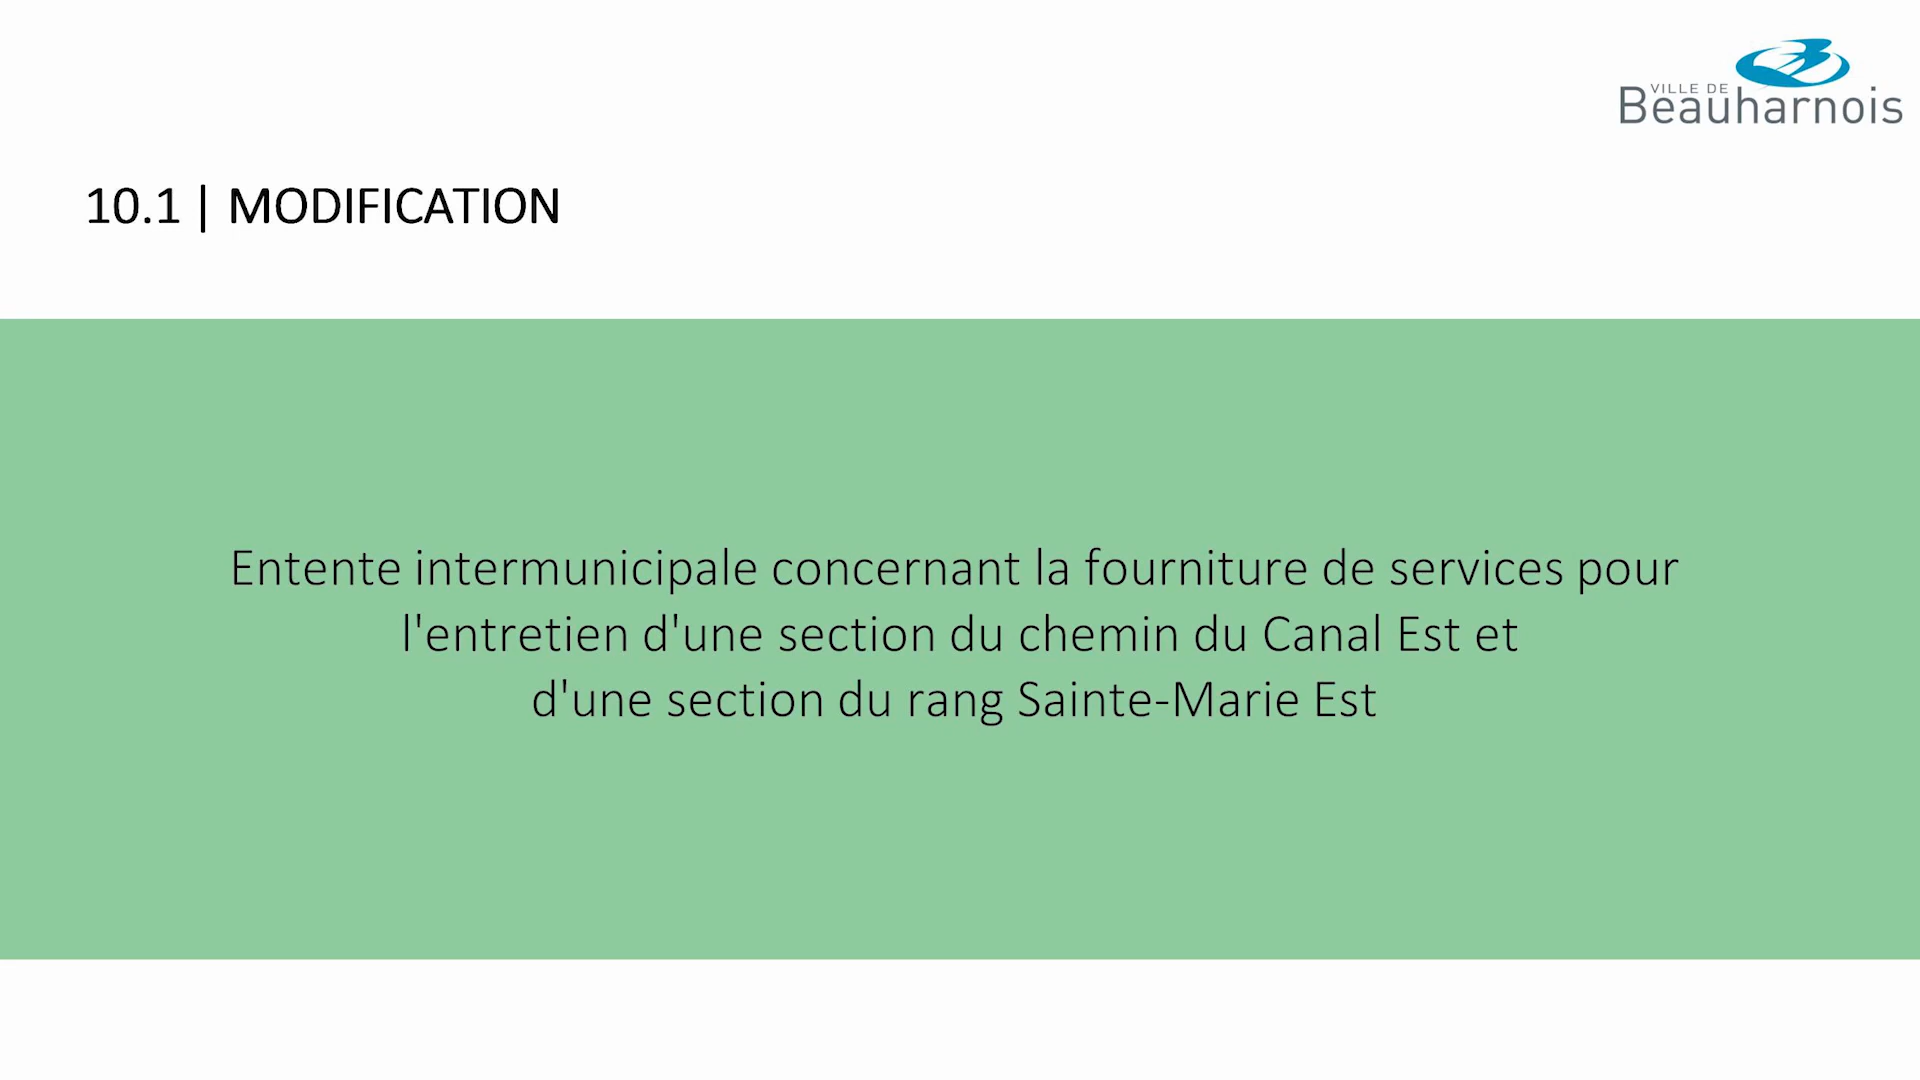 VILLE DE
Beauharnois
10.1 | MODIFICATION
Entente intermunicipale concernant la fourniture de services pour
l'entretien d'une section du chemin du Canal Est et
d'une section du rang Sainte-Marie Est